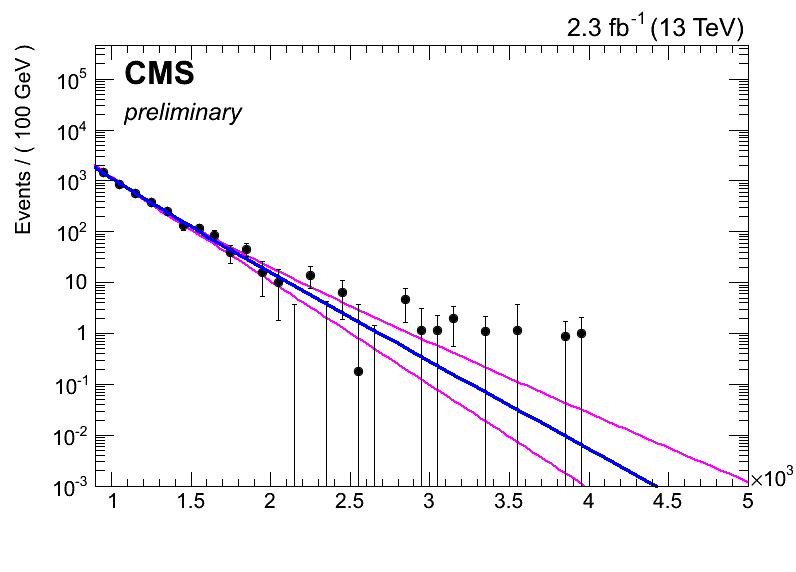 2.3 fb⁻¹ (13 TeV)
CMS
preliminary
Events / ( 100 GeV )
10⁵
10⁴
10³
10²
10
1
10⁻¹
10⁻²
10⁻³
1 1.5 2 2.5 3 3.5 4 4.5 5
×10³